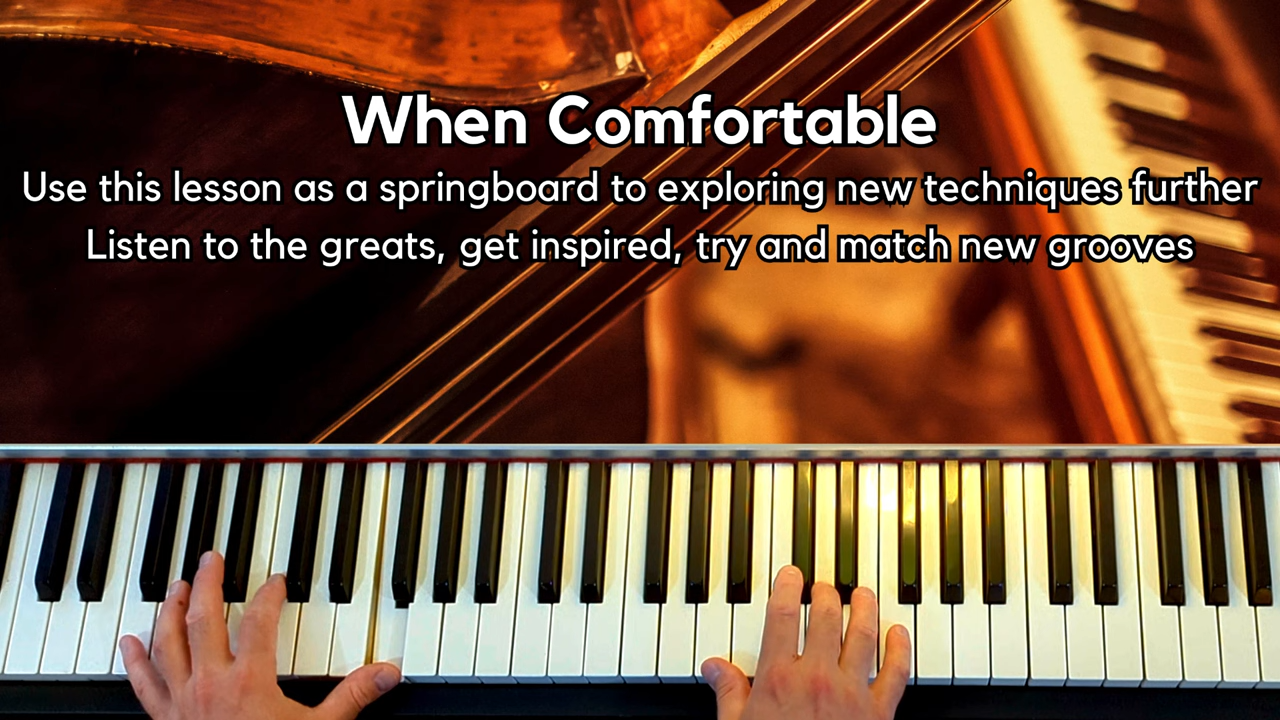 When Comfortable
Use this lesson as a springboard to exploring new techniques further
Listen to the greats, get inspired, try and match new grooves